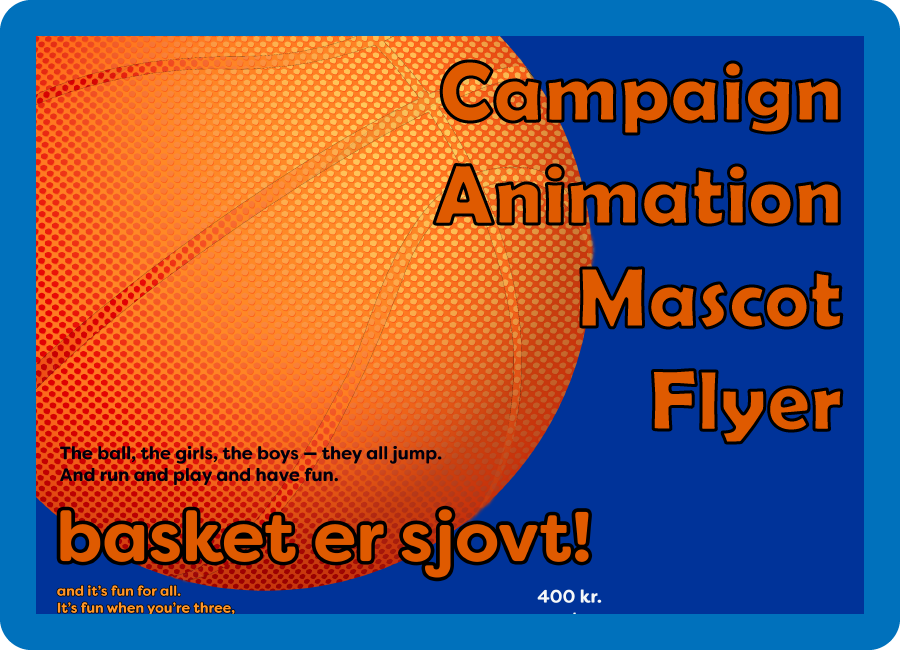 Campaign
Animation
Mascot
Flyer
The ball, the girls, the boys – they all jump.
And run and play and have fun.
basket er sjovt!
and it's fun for all.
It's fun when you're three,
400 kr.